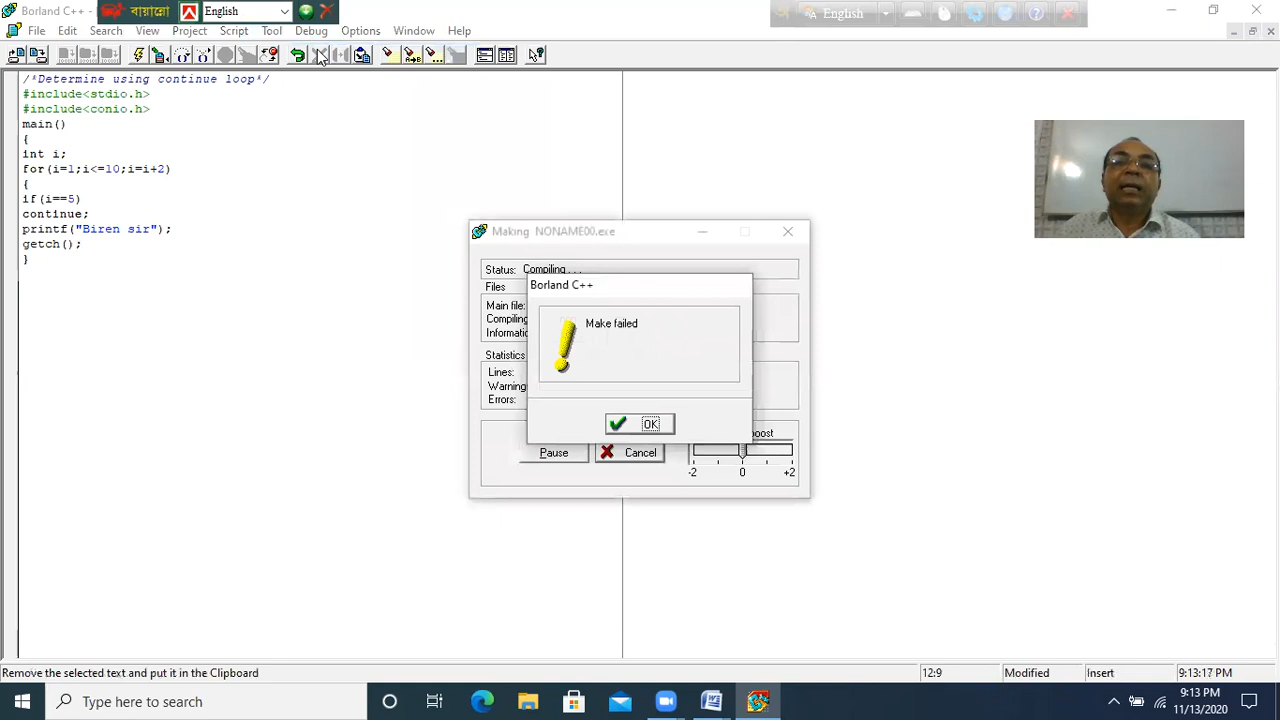 Borland C++ -
বায়ান্নো
English
English
File Edit Search View Project Script Tool Debug Options Window Help
/*Determine using continue loop*/
#include<stdio.h>
#include<conio.h>
main()
{
int i;
for(i=1;i<=10;i=i+2)
{
if(i==5)
continue;
printf("Biren sir");
getch();
}
Making NONAME00.exe
Status: Compiling . . .
Files
Main file:
Compiling
Informatio
Statistics
Lines:
Warning
Errors:
Borland C++
Make failed
OK
oost
Pause
Cancel
-2 0 +2
Remove the selected text and put it in the Clipboard
12:9 Modified Insert 9:13:17 PM
Type here to search
9:13 PM
11/13/2020